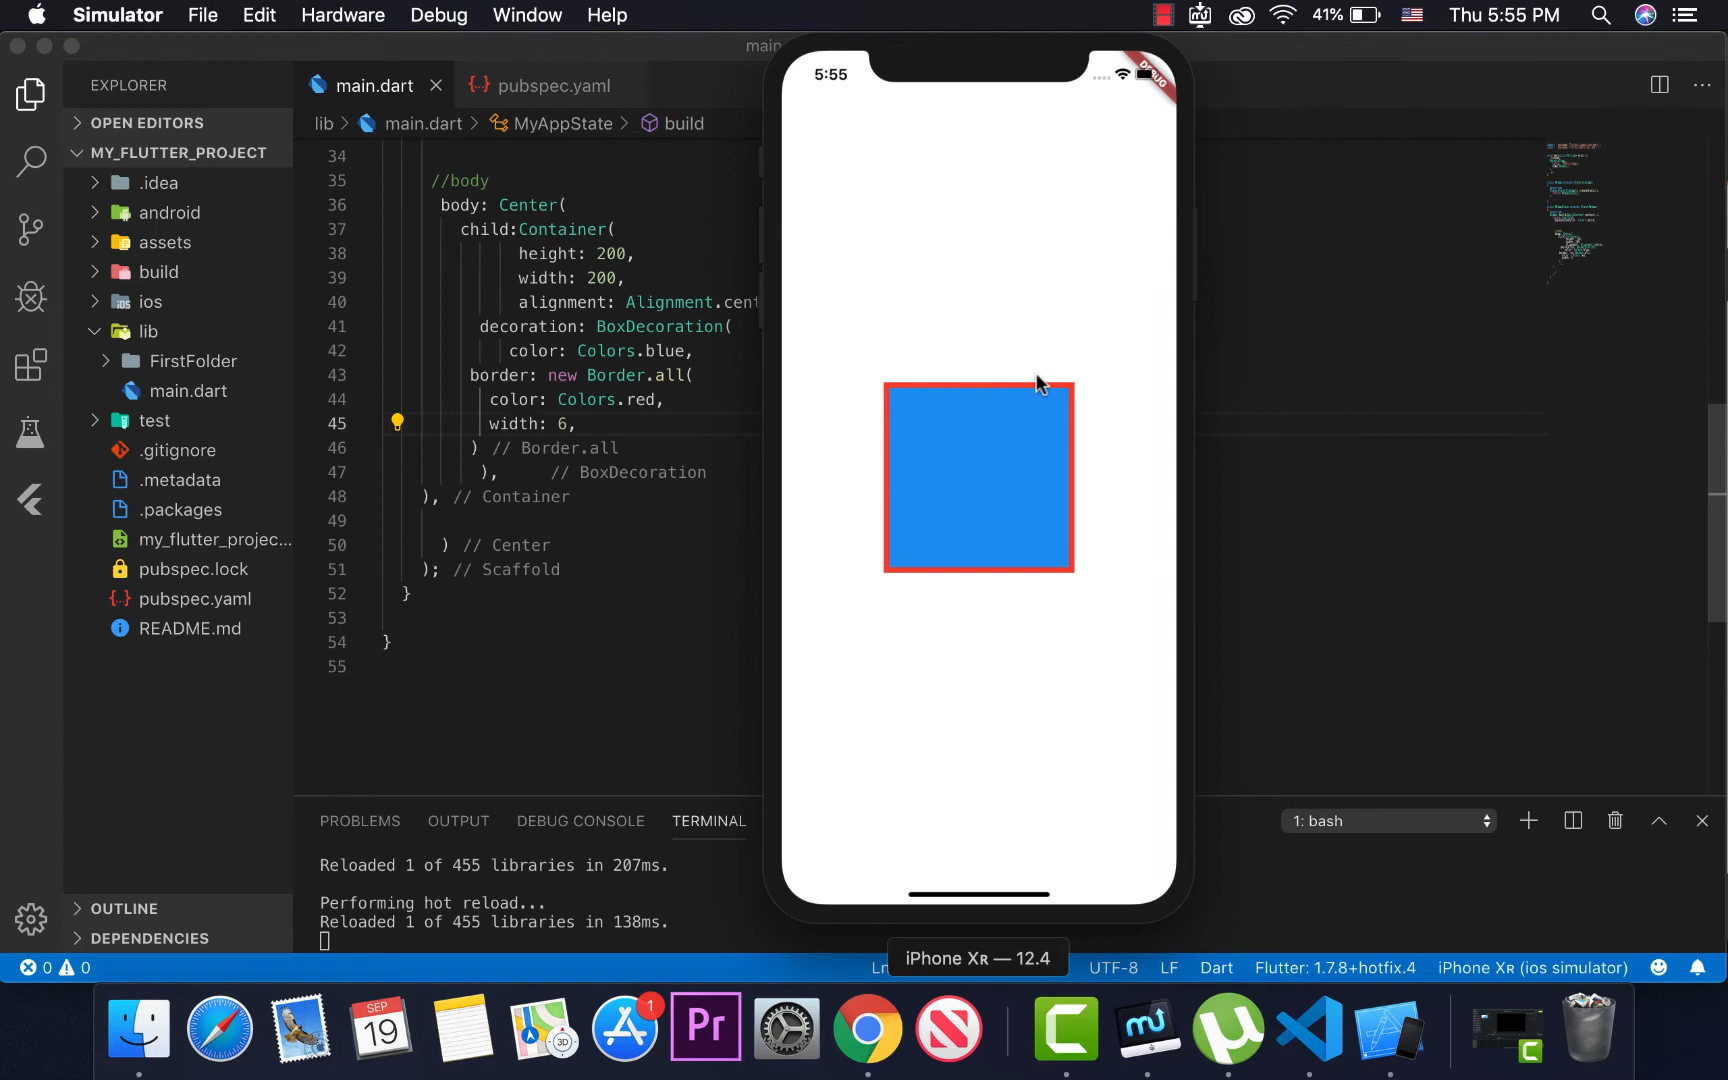 Simulator File Edit Hardware Debug Window Help 41% Thu 5:55 PM
main
EXPLORER
OPEN EDITORS
MY_FLUTTER_PROJECT
.idea
android
assets
build
ios
lib
FirstFolder
main.dart
test
.gitignore
.metadata
.packages
my_flutter_projec...
pubspec.lock
pubspec.yaml
README.md
OUTLINE
DEPENDENCIES
main.dart pubspec.yaml
lib > main.dart > MyAppState > build
34
35 //body
36 body: Center(
37 child:Container(
38 height: 200,
39 width: 200,
40 alignment: Alignment.cent
41 decoration: BoxDecoration(
42 color: Colors.blue,
43 border: new Border.all(
44 color: Colors.red,
45 width: 6,
46 ) // Border.all
47 ), // BoxDecoration
48 ), // Container
49
50 ) // Center
51 ); // Scaffold
52 }
53
54 }
55
5:55
DEBUG
PROBLEMS OUTPUT DEBUG CONSOLE TERMINAL 1: bash
Reloaded 1 of 455 libraries in 207ms.
Performing hot reload...
Reloaded 1 of 455 libraries in 138ms.
iPhone Xʀ — 12.4
0 0 Ln UTF-8 LF Dart Flutter: 1.7.8+hotfix.4 iPhone Xʀ (ios simulator)
SEP
19
3D
1
Pr